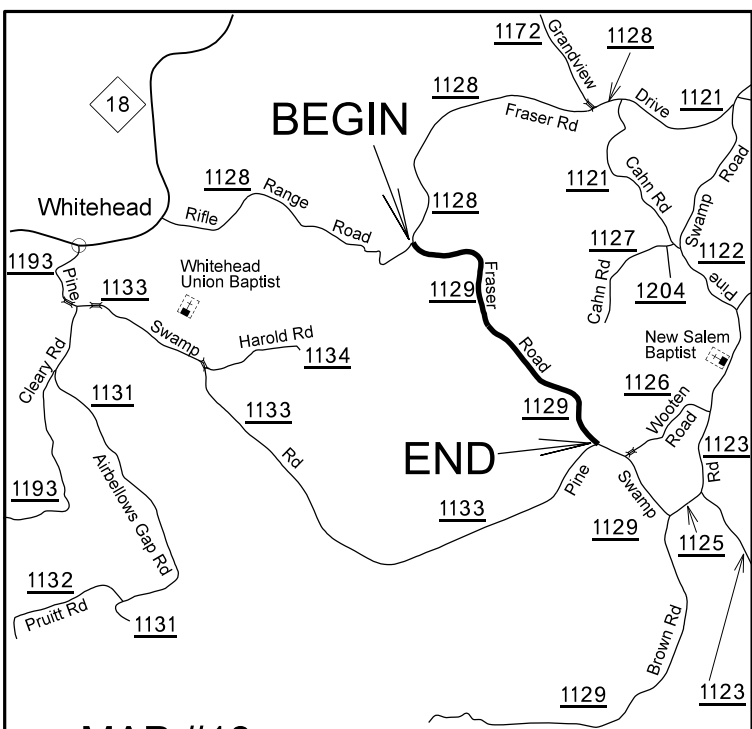 1172
Grandview
1128
18
1128
Drive
1121
BEGIN
Fraser Rd
1128
Range
Rifle
Road
Whitehead
1128
1121
Cahn Rd
Swamp
Road
1193
Pine
1133
Whitehead
Union Baptist
1129
Fraser
Road
1127
Cahn Rd
1204
1122
Pine
Swamp
Harold Rd
1134
New Salem
Baptist
Cleary Rd
1131
1133
1126
Wooten
Road
1129
END
1123
Rd
Rd
Airbellows Gap Rd
1193
1133
Pine
Swamp
1129
1125
1132
Pruitt Rd
1131
Brown Rd
1129
1123